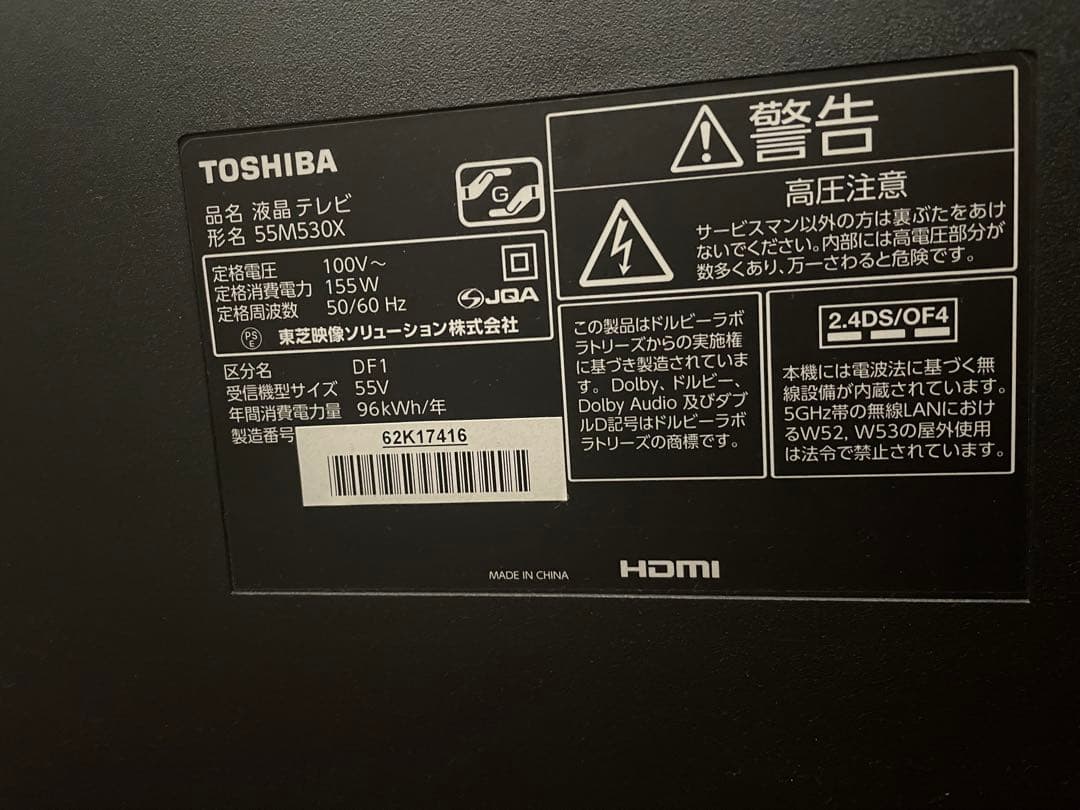 TOSHIBA
G
品名 液晶テレビ
形名 55M530X
定格電圧 100V～
定格消費電力 155W
定格周波数 50/60 Hz
JQA
PS
E
東芝映像ソリューション株式会社
区分名 DF1
受信機型サイズ 55V
年間消費電力量 96kWh/年
製造番号
62K17416
警告
高圧注意
サービスマン以外の方は裏ぶたをあけ
ないでください。内部には高電圧部分が
数多くあり、万一さわると危険です。
この製品はドルビーラボ
ラトリーズからの実施権
に基づき製造されていま
す。Dolby、ドルビー、
Dolby Audio 及びダブ
ルD記号はドルビーラボ
ラトリーズの商標です。
2.4DS/OF4
本機には電波法に基づく無
線設備が内蔵されています。
5GHz帯の無線LANにおけ
るW52, W53の屋外使用
は法令で禁止されています。
MADE IN CHINA
HDMI